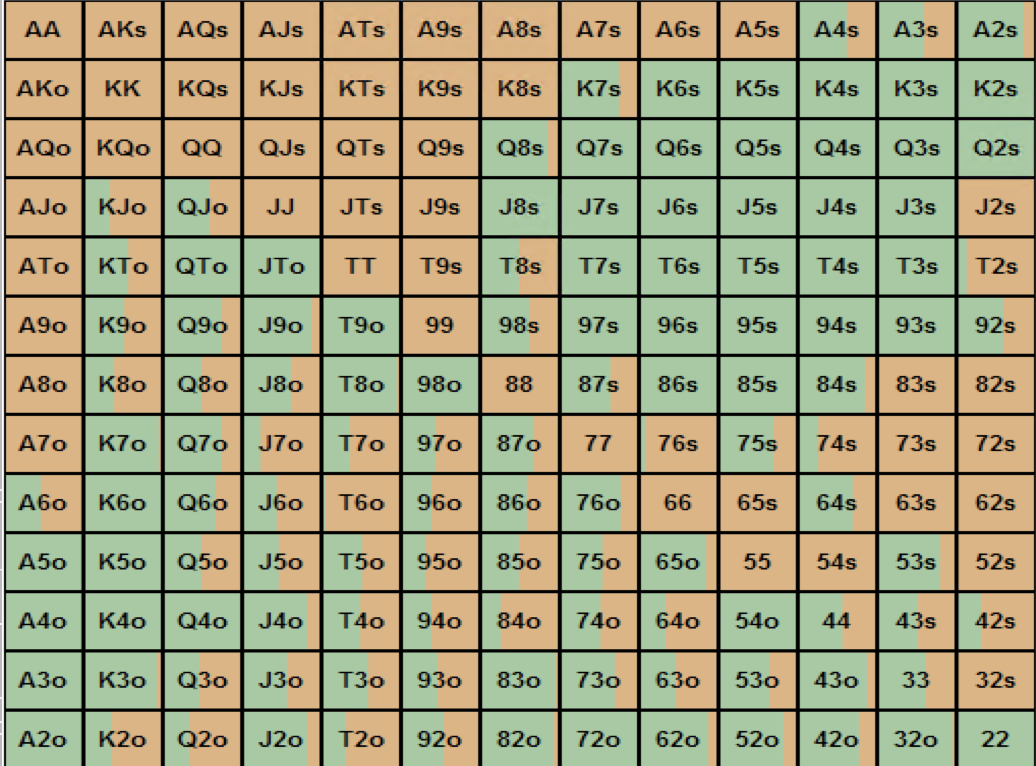 AA AKs AQs AJs ATs A9s A8s A7s A6s A5s A4s A3s A2s
AKo KK KQs KJs KTs K9s K8s K7s K6s K5s K4s K3s K2s
AQo KQo QQ QJs QTs Q9s Q8s Q7s Q6s Q5s Q4s Q3s Q2s
AJo KJo QJo JJ JTs J9s J8s J7s J6s J5s J4s J3s J2s
ATo KTo QTo JTo TT T9s T8s T7s T6s T5s T4s T3s T2s
A9o K9o Q9o J9o T9o 99 98s 97s 96s 95s 94s 93s 92s
A8o K8o Q8o J8o T8o 98o 88 87s 86s 85s 84s 83s 82s
A7o K7o Q7o J7o T7o 97o 87o 77 76s 75s 74s 73s 72s
A6o K6o Q6o J6o T6o 96o 86o 76o 66 65s 64s 63s 62s
A5o K5o Q5o J5o T5o 95o 85o 75o 65o 55 54s 53s 52s
A4o K4o Q4o J4o T4o 94o 84o 74o 64o 54o 44 43s 42s
A3o K3o Q3o J3o T3o 93o 83o 73o 63o 53o 43o 33 32s
A2o K2o Q2o J2o T2o 92o 82o 72o 62o 52o 42o 32o 22